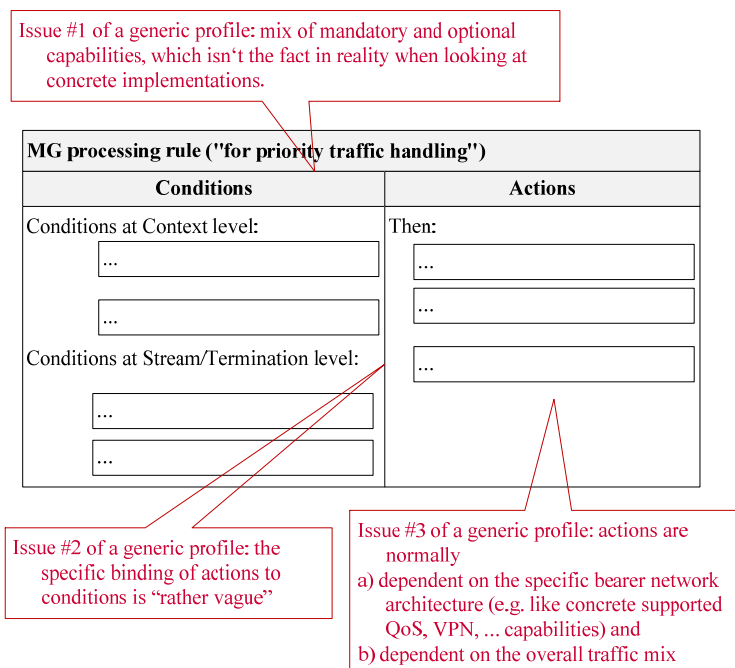 Issue #1 of a generic profile: mix of mandatory and optional
capabilities, which isn‘t the fact in reality when looking at
concrete implementations.
MG processing rule ("for priority traffic handling")
Conditions
Actions
Conditions at Context level:
...
...
Conditions at Stream/Termination level:
...
...
Then:
...
...
...
Issue #2 of a generic profile: the
specific binding of actions to
conditions is “rather vague”
Issue #3 of a generic profile: actions are
normally
a) dependent on the specific bearer network
architecture (e.g. like concrete supported
QoS, VPN, ... capabilities) and
b) dependent on the overall traffic mix